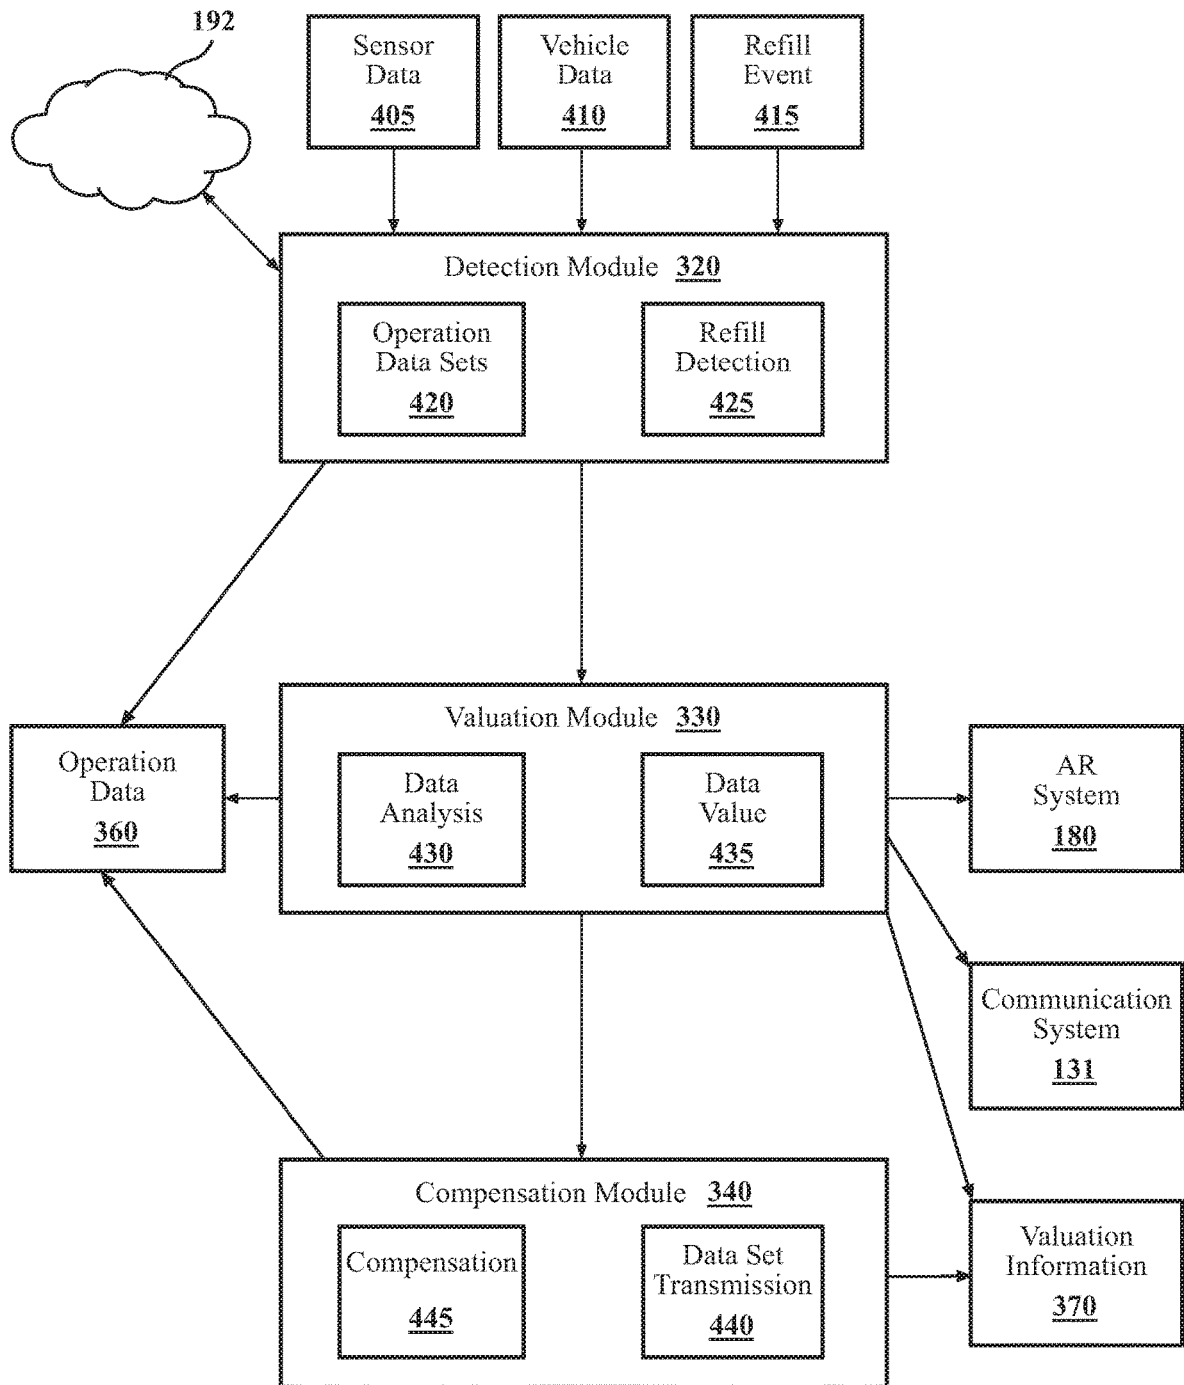 192
Sensor
Data
405
Vehicle
Data
410
Refill
Event
415
Detection Module 320
Operation
Data Sets
420
Refill
Detection
425
Valuation Module 330
Operation
Data
360
Data
Analysis
430
Data
Value
435
AR
System
180
Communication
System
131
Compensation Module 340
Compensation
445
Data Set
Transmission
440
Valuation
Information
370